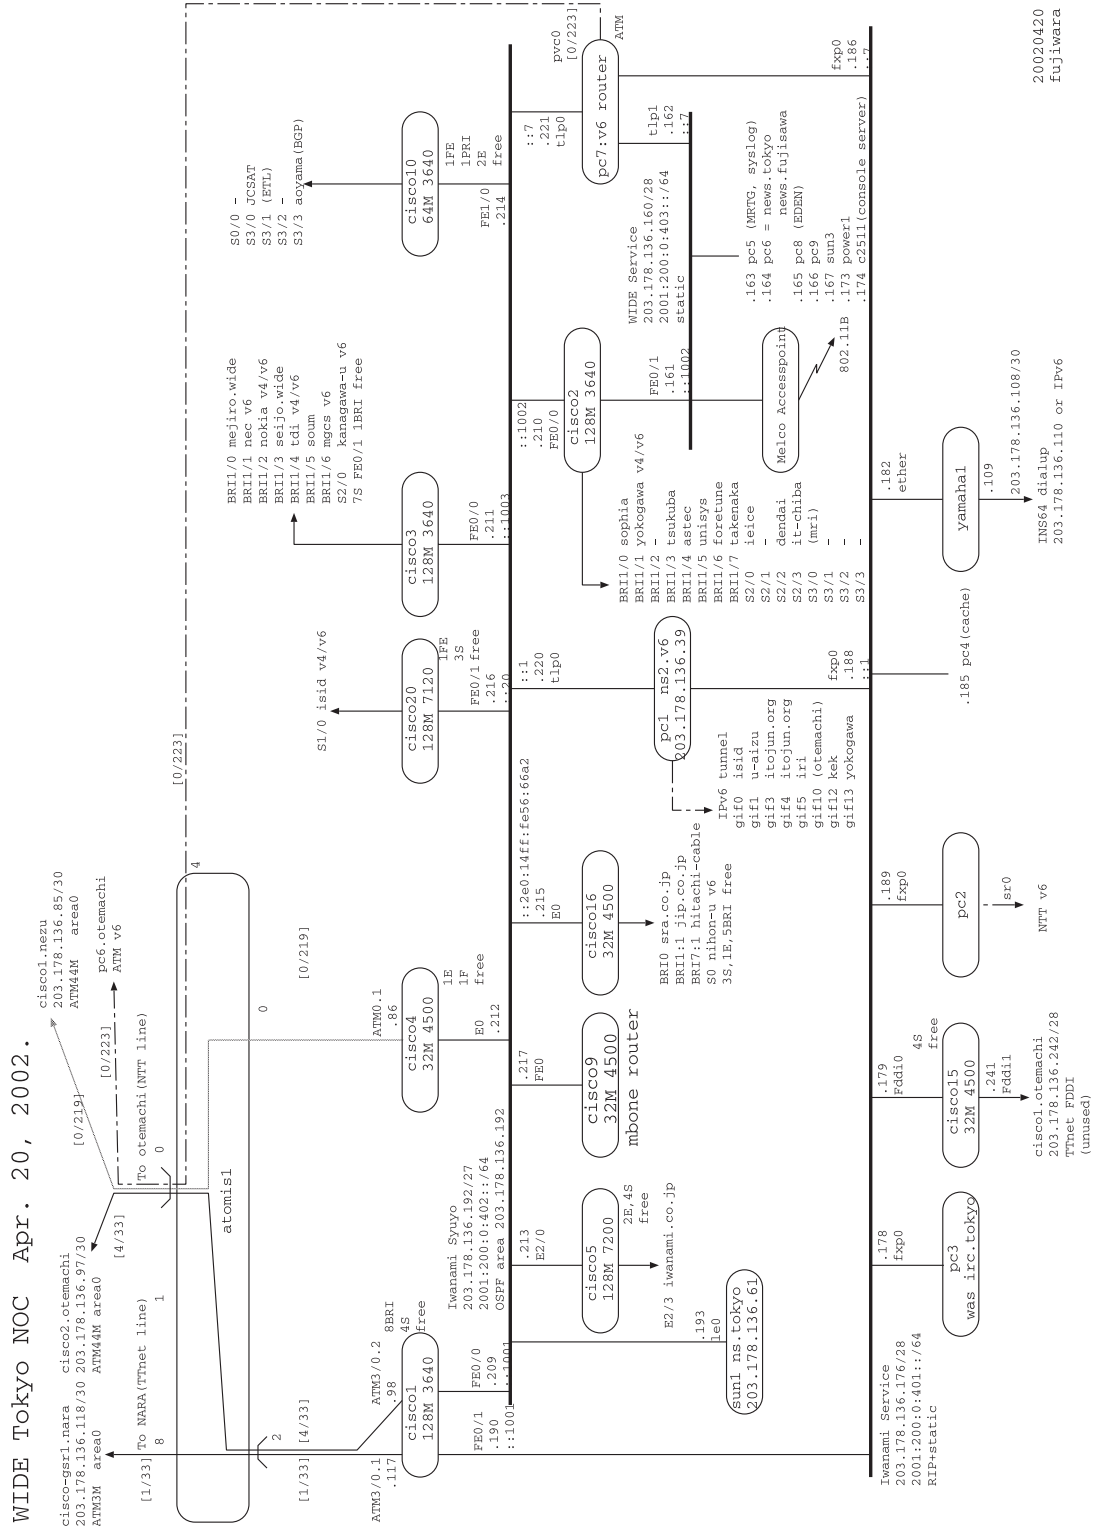 WIDE Tokyo NOC Apr. 20, 2002.
cisco-gsr1.nara
203.178.136.118/30
ATM3M area0
cisco2.otemachi
203.178.136.97/30
ATM44M area0
cisco1.nezu
203.178.136.85/30
ATM44M area0
pc6.otemachi
ATM v6
[1/33]
To NARA(TTnet line)
[4/33]
[0/219]
[0/223]
To otemachi(NTT line)
8
1
0
4
atomis1
2
0
[1/33]
[4/33]
[0/219]
[0/223]
ATM3/0.1
.117
ATM3/0.2
.98
8BRI
4S
free
cisco1
128M 3640
FE0/1
.190
::1001
FE0/0
.209
::1001
ATM0.1
.86
cisco4
32M 4500
1E
1F
free
E0
.212
S1/0 isid v4/v6
cisco20
128M 7120
1FE
3S
free
FE0/1
.216
::20
BRI1/0 mejiro.wide
BRI1/1 nec v6
BRI1/2 nokia v4/v6
BRI1/3 seijo.wide
BRI1/4 tdi v4/v6
BRI1/5 soum
BRI1/6 mgcs v6
S2/0 kanagawa-u v6
7S FE0/1 1BRI free
cisco3
128M 3640
FE0/0
.211
::1003
S0/0 -
S3/0 JCSAT
S3/1 (ETL)
S3/2 -
S3/3 aoyama(BGP)
cisco10
64M 3640
1FE
1PRI
2E
free
FE1/0
.214
Iwanami Syuyo
203.178.136.192/27
2001:200:0:402::/64
OSPF area 203.178.136.192
.193
le0
sun1 ns.tokyo
203.178.136.61
.213
E2/0
cisco5
128M 7200
2E,4S
free
E2/3 iwanami.co.jp
.217
FE0
cisco9
32M 4500
mbone router
::2e0:14ff:fe56:66a2
.215
E0
cisco16
32M 4500
BRI0 sra.co.jp
BRI1:1 jip.co.jp
BRI7:1 hitachi-cable
S0 nihon-u v6
3S,1E,5BRI free
::1
.220
tlp0
pc1 ns2.v6
203.178.136.39
IPv6 tunnel
gif0 isid
gif1 u-aizu
gif3 itojun.org
gif4 itojun.org
gif5 iri
gif10 (otemachi)
gif12 kek
gif13 yokogawa
fxp0
.188
::1
::1002
.210
FE0/0
cisco2
128M 3640
FE0/1
.161
::1002
BRI1/0 sophia
BRI1/1 yokogawa v4/v6
BRI1/2 -
BRI1/3 tsukuba
BRI1/4 astec
BRI1/5 unisys
BRI1/6 foretune
BRI1/7 takenaka
S2/0 ieice
S2/1 -
S2/2 dendai
S2/3 it-chiba
S3/0 (mri)
S3/1 -
S3/2 -
S3/3 -
Melco Accesspoint
802.11B
WIDE Service
203.178.136.160/28
2001:200:0:403::/64
static
.163 pc5 (MRTG, syslog)
.164 pc6 = news.tokyo
news.fujisawa
.165 pc8 (EDEN)
.166 pc9
.167 sun3
.173 power1
.174 c2511(console server)
pvc0
[0/223]
ATM
::7
.221
tlp0
pc7:v6 router
tlp1
.162
::7
fxp0
.186
::7
Iwanami Service
203.178.136.176/28
2001:200:0:401::/64
RIP+static
.178
fxp0
pc3
was irc.tokyo
.179
Fddi0
cisco15
32M 4500
4S
free
.241
Fddi1
cisco1.otemachi
203.178.136.242/28
TTnet FDDI
(unused)
.189
fxp0
pc2
sr0
NTT v6
.185 pc4(cache)
.182
ether
yamaha1
.109
203.178.136.108/30
INS64 dialup
203.178.136.110 or IPv6
20020420
fujiwara